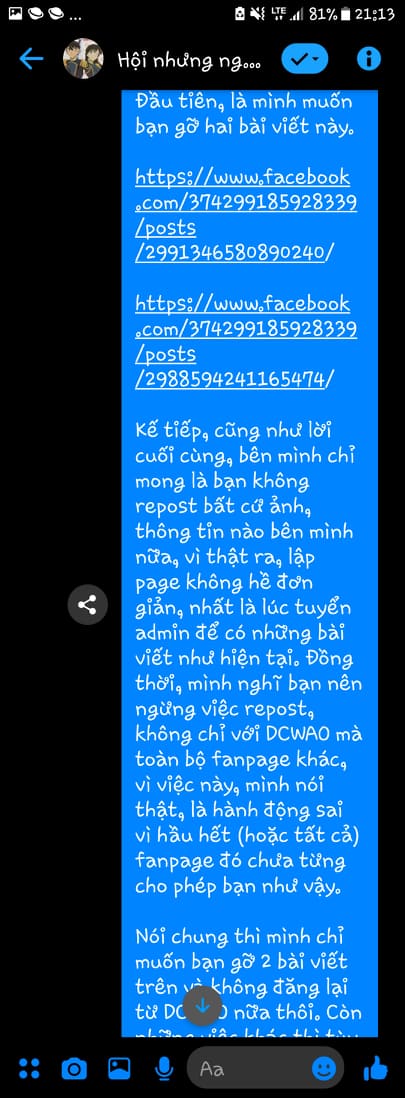 LTE 81% 21:13
Hội nhưng ng...
Đầu tiên, là mình muốn
bạn gỡ hai bài viết này.
https://www.facebook
.com/374299185928339
/posts
/2991346580890240/
https://www.facebook
.com/374299185928339
/posts
/2988594241165474/
Kế tiếp, cũng như lời
cuối cùng, bên mình chỉ
mong là bạn không
repost bất cứ ảnh,
thông tin nào bên mình
nữa, vì thật ra, lập
page không hề đơn
giản, nhất là lúc tuyển
admin để có những bài
viết như hiện tại. Đồng
thời, mình nghĩ bạn nên
ngừng việc repost,
không chỉ với DCWAO mà
toàn bộ fanpage khác,
vì việc này, mình nói
thật, là hành động sai
vì hầu hết (hoặc tất cả)
fanpage đó chưa từng
cho phép bạn như vậy.
Nói chung thì mình chỉ
muốn bạn gỡ 2 bài viết
trên và không đăng lại
từ nữa thôi. Còn
những việc khác thì tùy
Aa